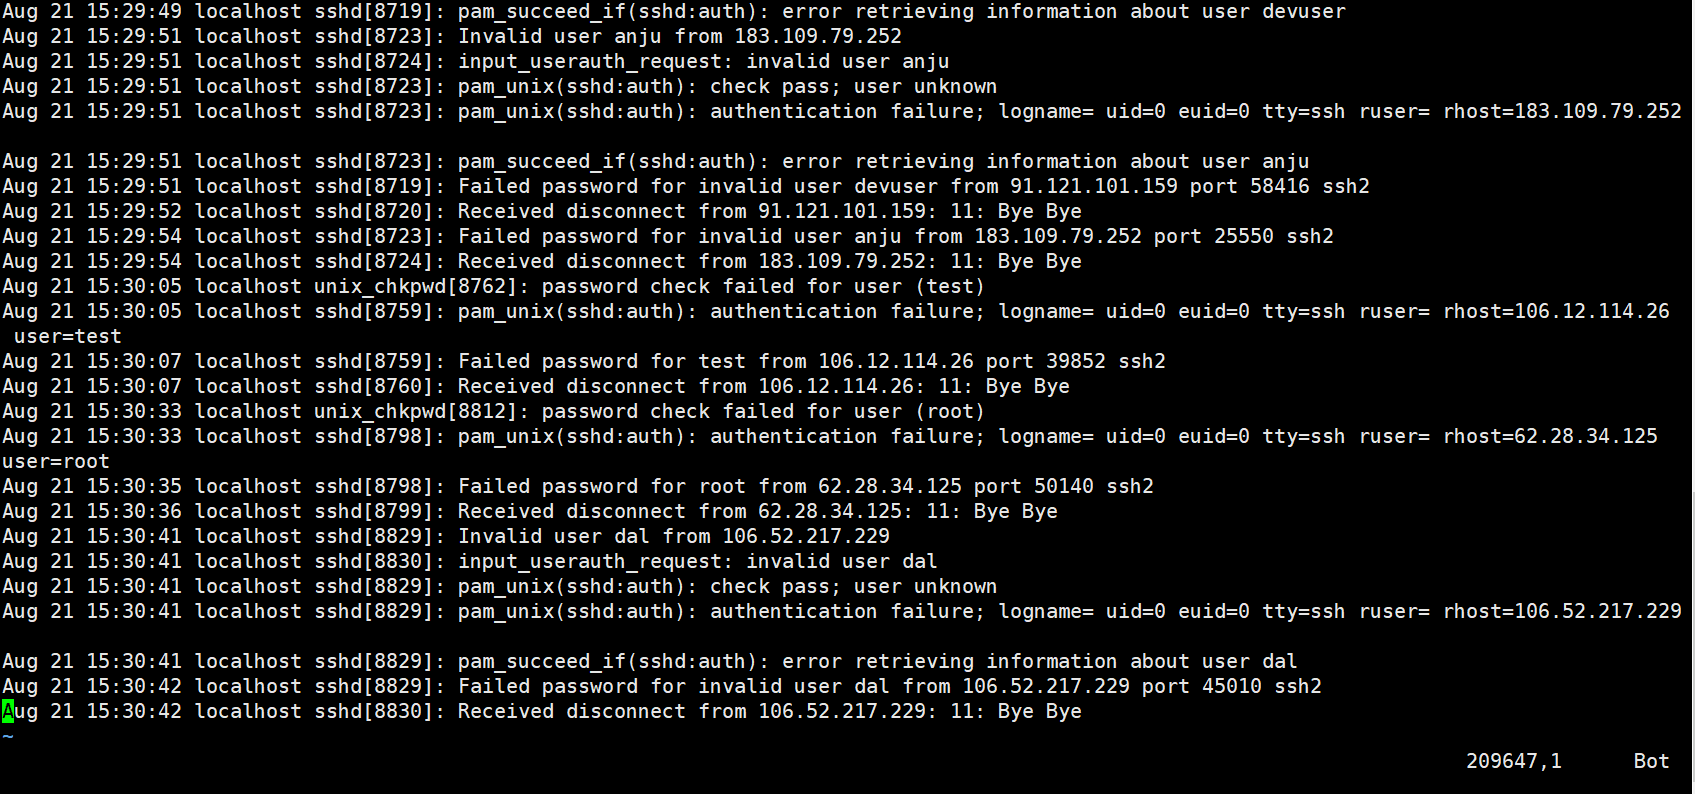 Aug 21 15:29:49 localhost sshd[8719]: pam_succeed_if(sshd:auth): error retrieving information about user devuser
Aug 21 15:29:51 localhost sshd[8723]: Invalid user anju from 183.109.79.252
Aug 21 15:29:51 localhost sshd[8724]: input_userauth_request: invalid user anju
Aug 21 15:29:51 localhost sshd[8723]: pam_unix(sshd:auth): check pass; user unknown
Aug 21 15:29:51 localhost sshd[8723]: pam_unix(sshd:auth): authentication failure; logname= uid=0 euid=0 tty=ssh ruser= rhost=183.109.79.252
Aug 21 15:29:51 localhost sshd[8723]: pam_succeed_if(sshd:auth): error retrieving information about user anju
Aug 21 15:29:51 localhost sshd[8719]: Failed password for invalid user devuser from 91.121.101.159 port 58416 ssh2
Aug 21 15:29:52 localhost sshd[8720]: Received disconnect from 91.121.101.159: 11: Bye Bye
Aug 21 15:29:54 localhost sshd[8723]: Failed password for invalid user anju from 183.109.79.252 port 25550 ssh2
Aug 21 15:29:54 localhost sshd[8724]: Received disconnect from 183.109.79.252: 11: Bye Bye
Aug 21 15:30:05 localhost unix_chkpwd[8762]: password check failed for user (test)
Aug 21 15:30:05 localhost sshd[8759]: pam_unix(sshd:auth): authentication failure; logname= uid=0 euid=0 tty=ssh ruser= rhost=106.12.114.26
 user=test
Aug 21 15:30:07 localhost sshd[8759]: Failed password for test from 106.12.114.26 port 39852 ssh2
Aug 21 15:30:07 localhost sshd[8760]: Received disconnect from 106.12.114.26: 11: Bye Bye
Aug 21 15:30:33 localhost unix_chkpwd[8812]: password check failed for user (root)
Aug 21 15:30:33 localhost sshd[8798]: pam_unix(sshd:auth): authentication failure; logname= uid=0 euid=0 tty=ssh ruser= rhost=62.28.34.125
user=root
Aug 21 15:30:35 localhost sshd[8798]: Failed password for root from 62.28.34.125 port 50140 ssh2
Aug 21 15:30:36 localhost sshd[8799]: Received disconnect from 62.28.34.125: 11: Bye Bye
Aug 21 15:30:41 localhost sshd[8829]: Invalid user dal from 106.52.217.229
Aug 21 15:30:41 localhost sshd[8830]: input_userauth_request: invalid user dal
Aug 21 15:30:41 localhost sshd[8829]: pam_unix(sshd:auth): check pass; user unknown
Aug 21 15:30:41 localhost sshd[8829]: pam_unix(sshd:auth): authentication failure; logname= uid=0 euid=0 tty=ssh ruser= rhost=106.52.217.229
Aug 21 15:30:41 localhost sshd[8829]: pam_succeed_if(sshd:auth): error retrieving information about user dal
Aug 21 15:30:42 localhost sshd[8829]: Failed password for invalid user dal from 106.52.217.229 port 45010 ssh2
Aug 21 15:30:42 localhost sshd[8830]: Received disconnect from 106.52.217.229: 11: Bye Bye
~
209647,1 Bot